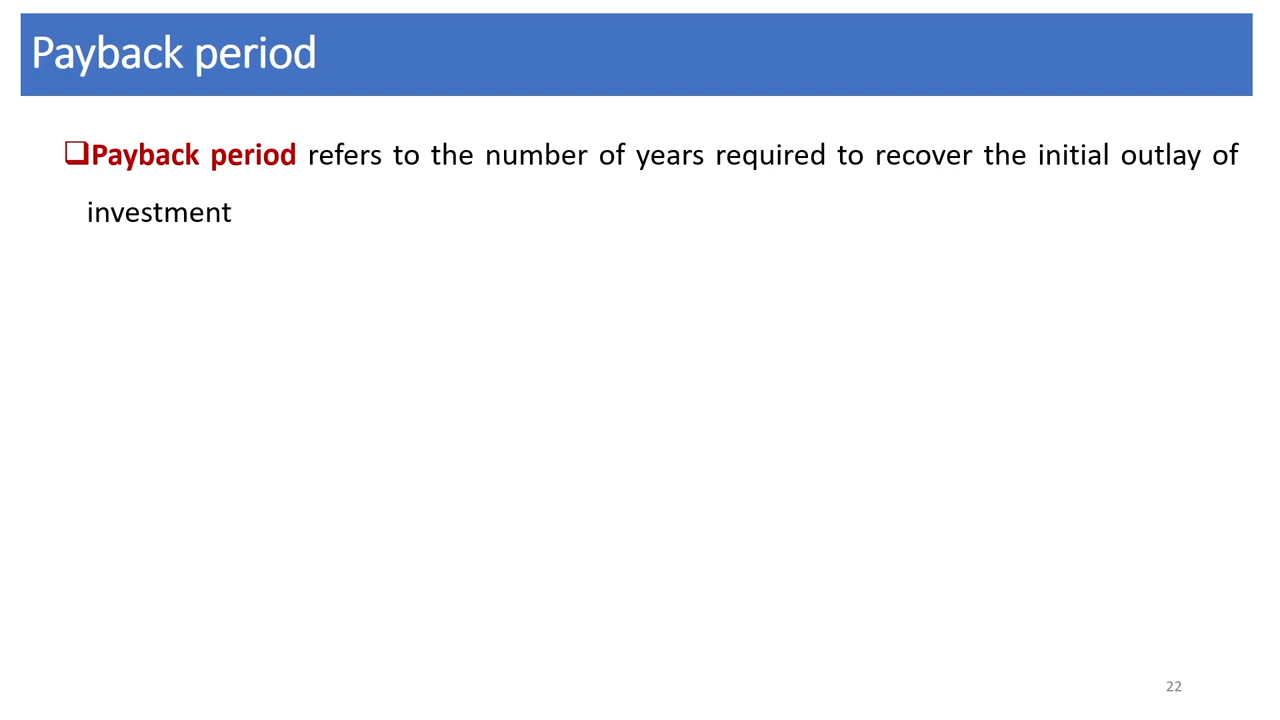 Payback period
❑Payback period refers to the number of years required to recover the initial outlay of
investment
22